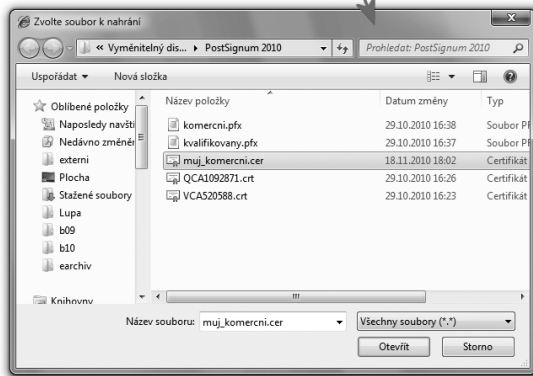 Zvolte soubor k nahrání
« Vyměnitelný dis... ▸ PostSignum 2010
Prohledat: PostSignum 2010
Uspořádat
Nová složka
Oblíbené položky
Naposledy navšti
Nedávno změněn
externi
Plocha
Stažené soubory
Lupa
b09
b10
earchiv
Knihovny
Název položky Datum změny Typ
komercni.pfx 29.10.2010 16:38 Soubor PF
kvalifikovany.pfx 29.10.2010 16:37 Soubor PF
muj_komercni.cer 18.11.2010 18:02 Certifikát
QCA1092871.crt 29.10.2010 16:26 Certifikát
VCA520588.crt 29.10.2010 16:23 Certifikát
Název souboru: muj_komercni.cer
Všechny soubory (*.*)
Otevřít
Storno